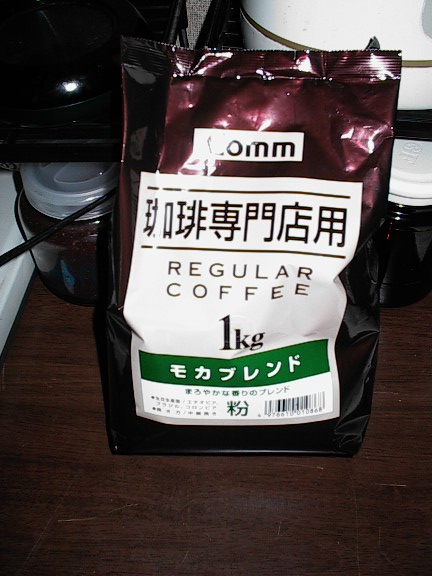 Comm
珈琲専門店用
REGULAR
COFFEE
1kg
モカブレンド
まろやかな香りのブレンド
粉